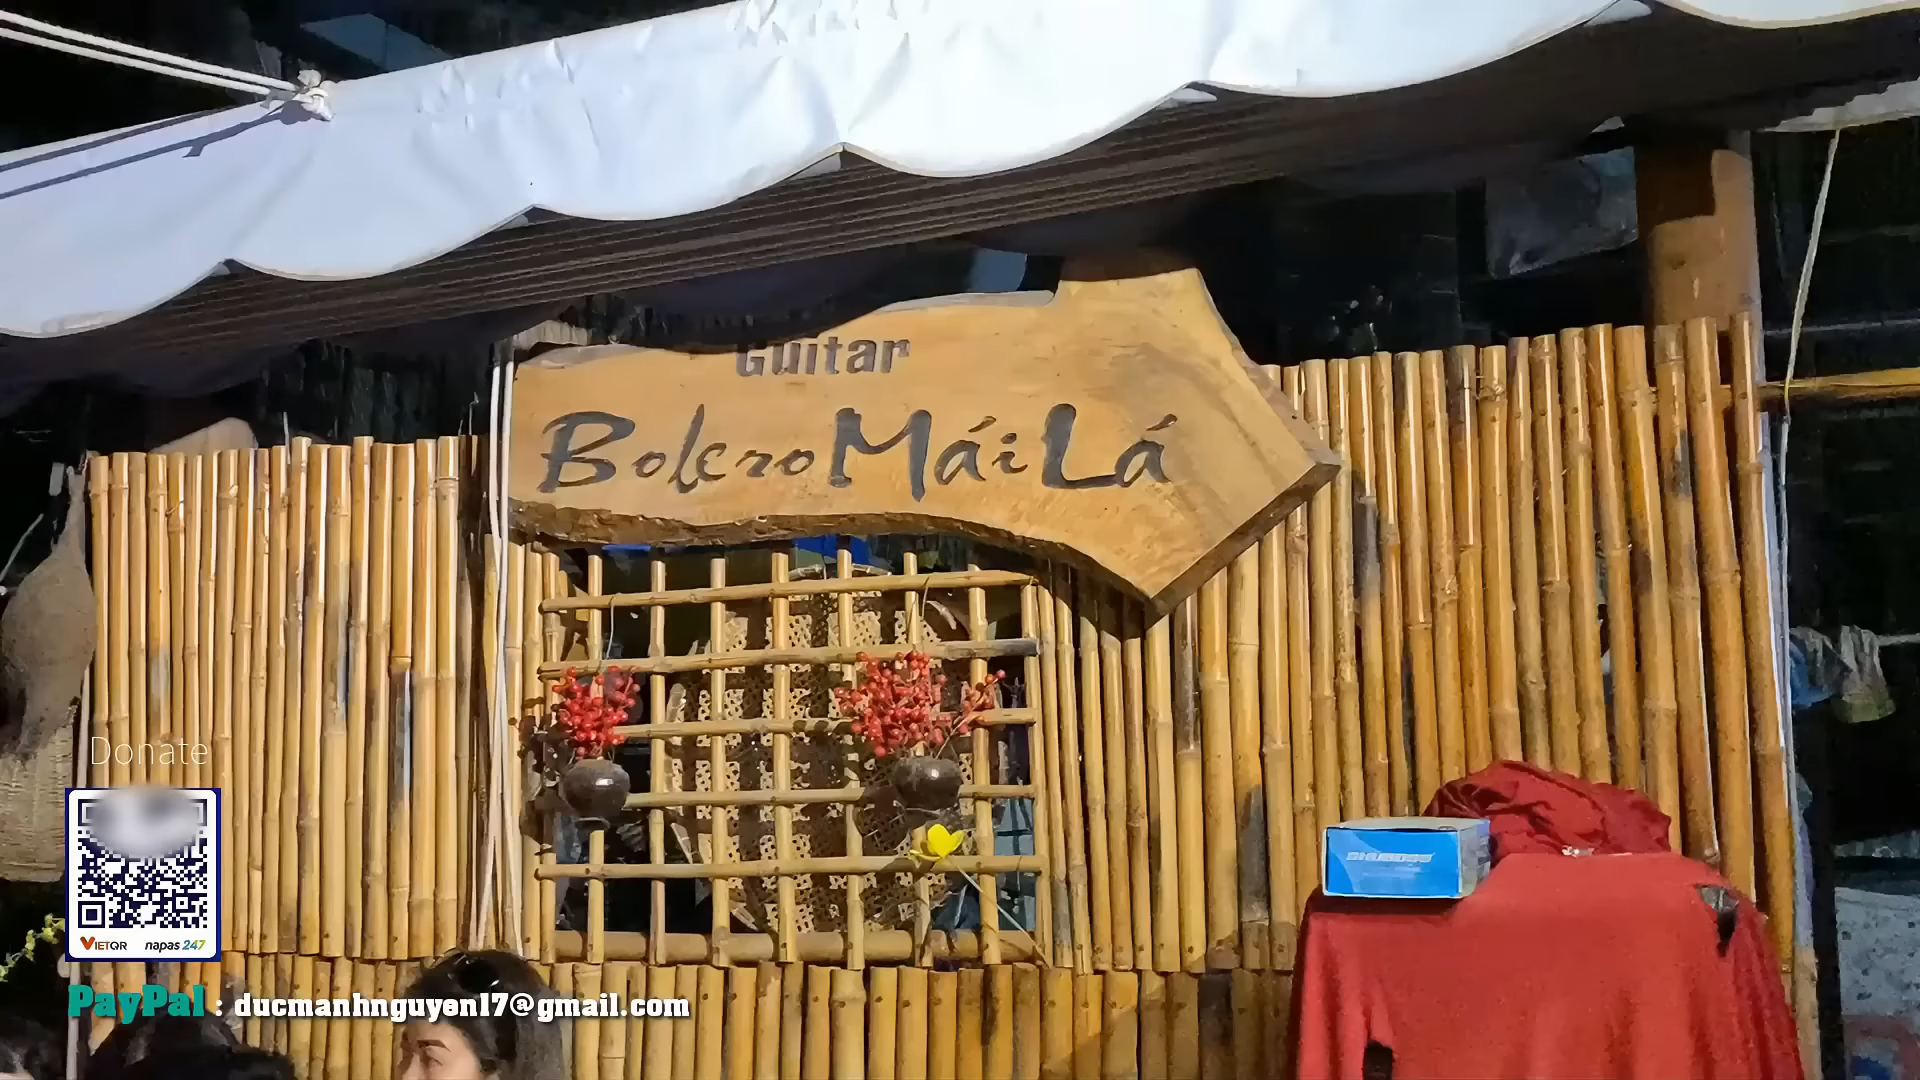 Guitar
Bolero Mái Lá
Donate
VIETQR napas 247
PayPal : ducmanhnguyen17@gmail.com